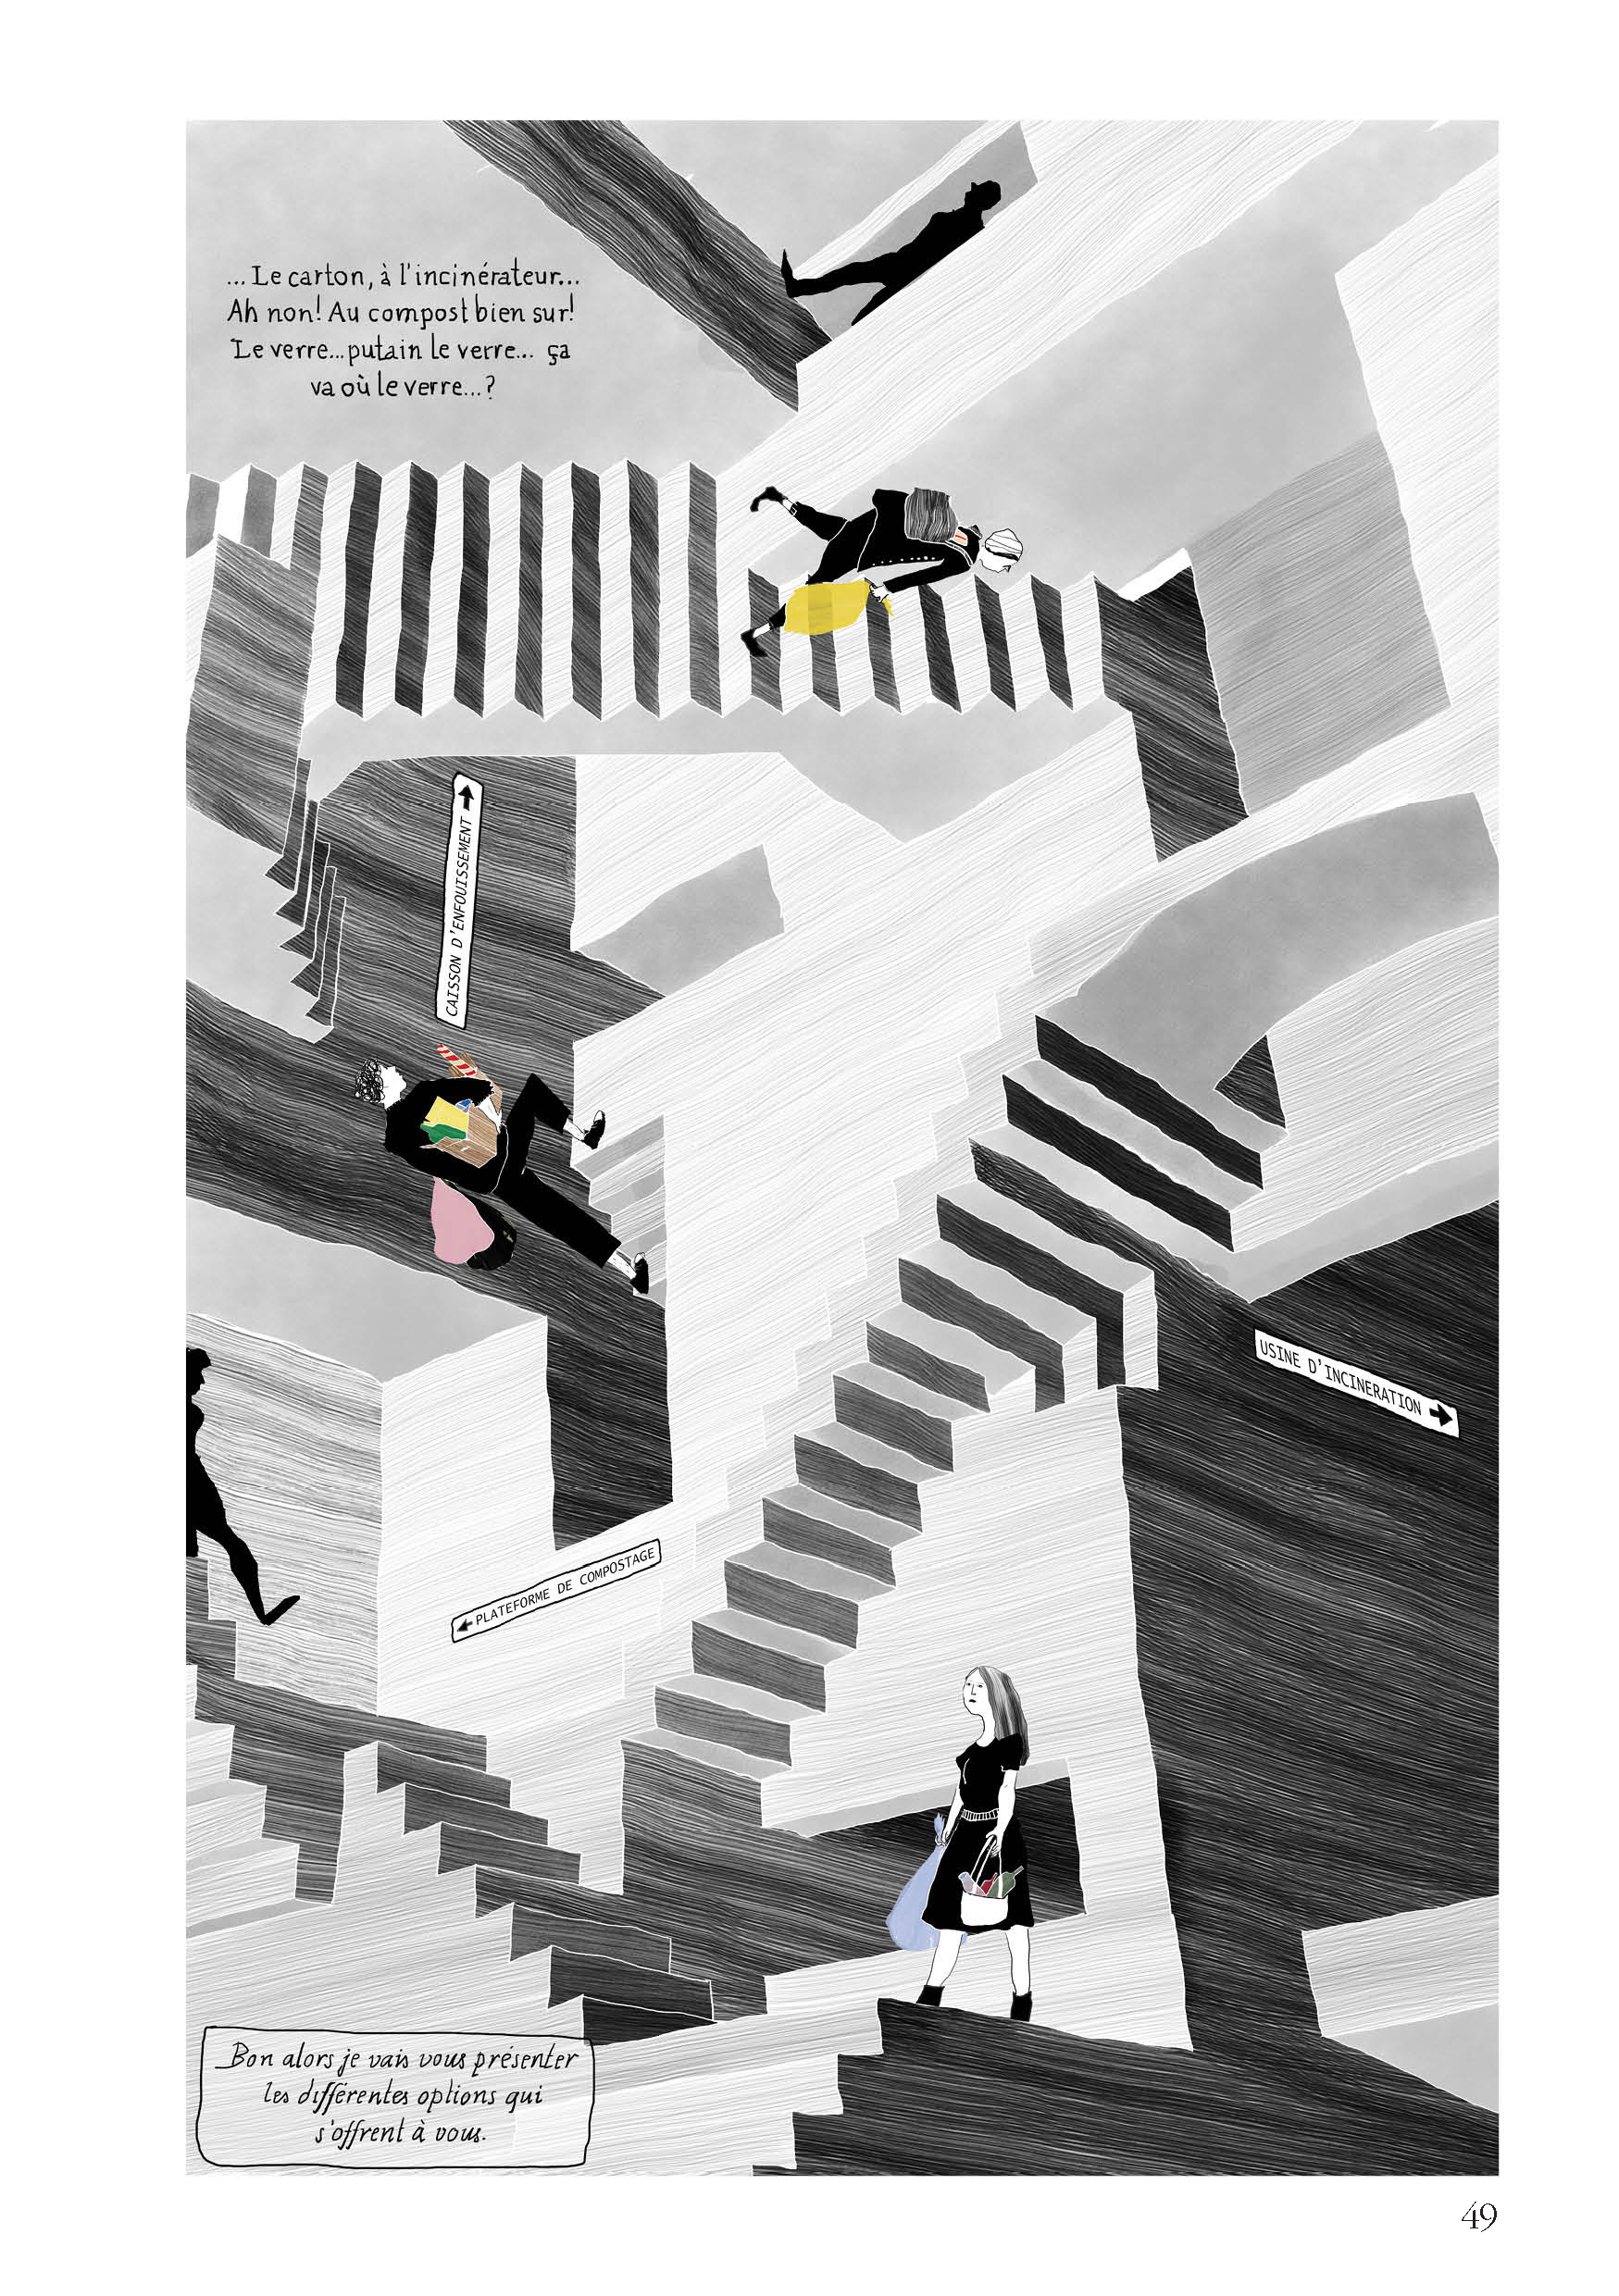 ...Le carton, à l'incinérateur...
Ah non! Au compost bien sur!
Le verre...putain le verre... ça
va où le verre...?
CAISSON D'ENFOUISSEMENT →
USINE D'INCINERATION →
← PLATEFORME DE COMPOSTAGE
Bon alors je vais vous présenter
les différentes options qui
s'offrent à vous.
49